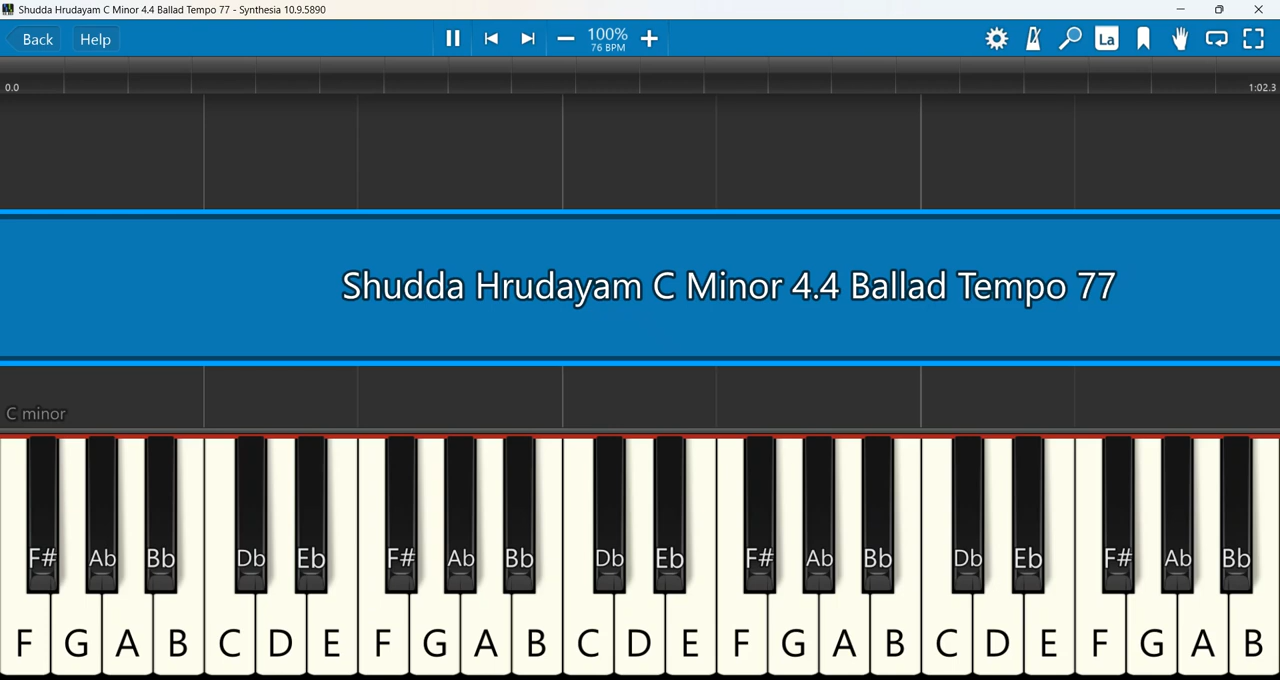 Shudda Hrudayam C Minor 4.4 Ballad Tempo 77 - Synthesia 10.9.5890
Back Help 100% La
76 BPM
0.0 1:02.3
Shudda Hrudayam C Minor 4.4 Ballad Tempo 77
C minor
F# Ab Bb Db Eb F# Ab Bb Db Eb F# Ab Bb Db Eb F# Ab Bb
F G A B C D E F G A B C D E F G A B C D E F G A B